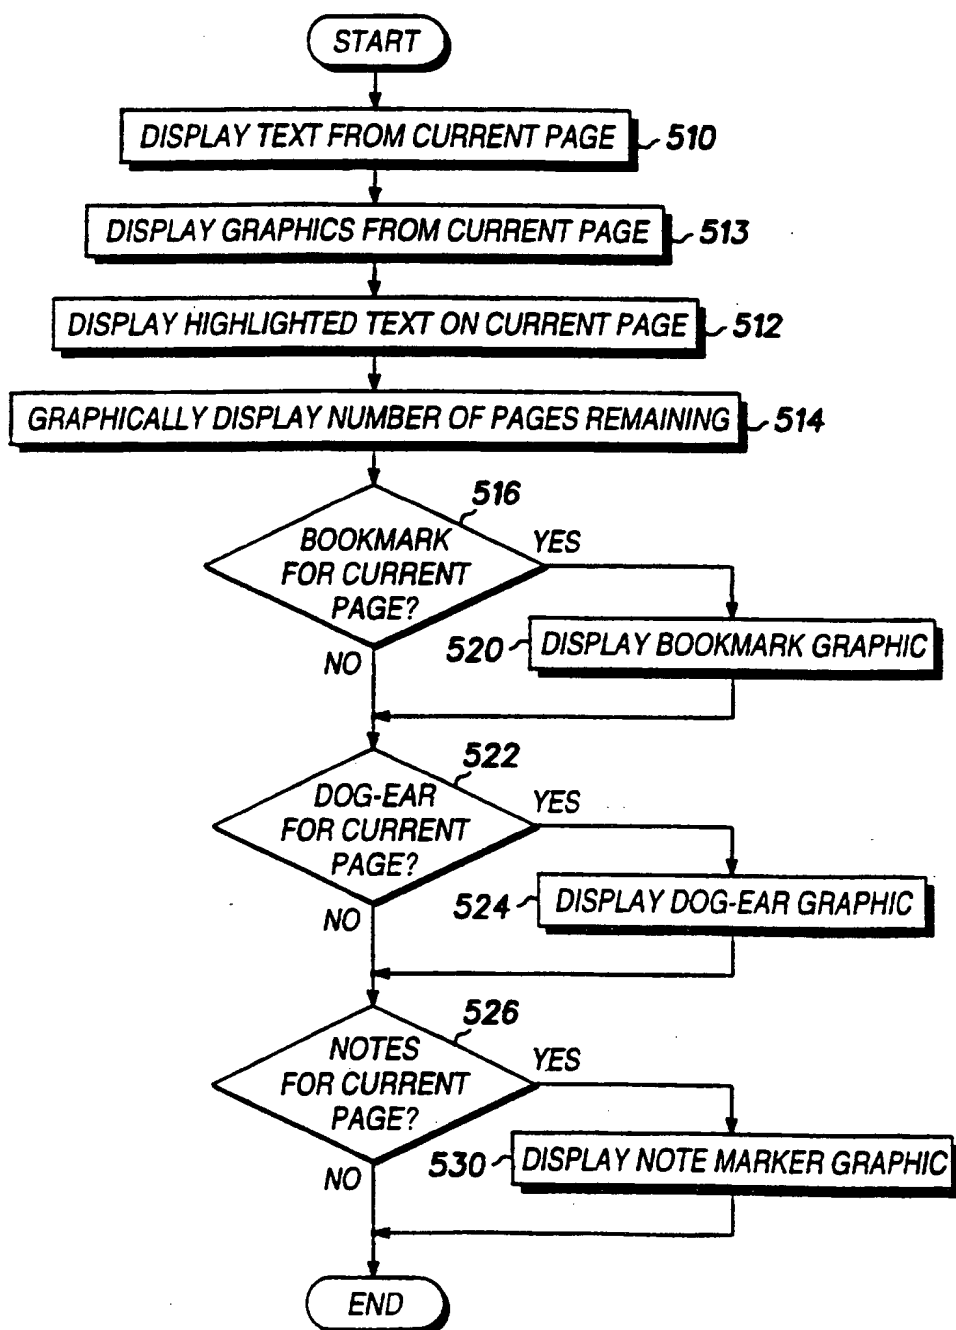 START
DISPLAY TEXT FROM CURRENT PAGE 510
DISPLAY GRAPHICS FROM CURRENT PAGE 513
DISPLAY HIGHLIGHTED TEXT ON CURRENT PAGE 512
GRAPHICALLY DISPLAY NUMBER OF PAGES REMAINING 514
516
BOOKMARK
FOR CURRENT
PAGE?
YES
NO
520 DISPLAY BOOKMARK GRAPHIC
522
DOG-EAR
FOR CURRENT
PAGE?
YES
NO
524 DISPLAY DOG-EAR GRAPHIC
526
NOTES
FOR CURRENT
PAGE?
YES
NO
530 DISPLAY NOTE MARKER GRAPHIC
END